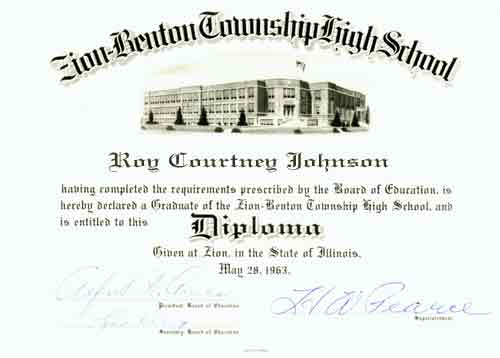 Zion-Benton Township High School
Roy Courtney Johnson
having completed the requirements prescribed by the Board of Education, is
hereby declared a Graduate of the Zion-Benton Township High School, and
is entitled to this Diploma
Given at Zion, in the State of Illinois,
May 28, 1963.
President Board of Education
H W Pearce
Superintendent
Secretary Board of Education